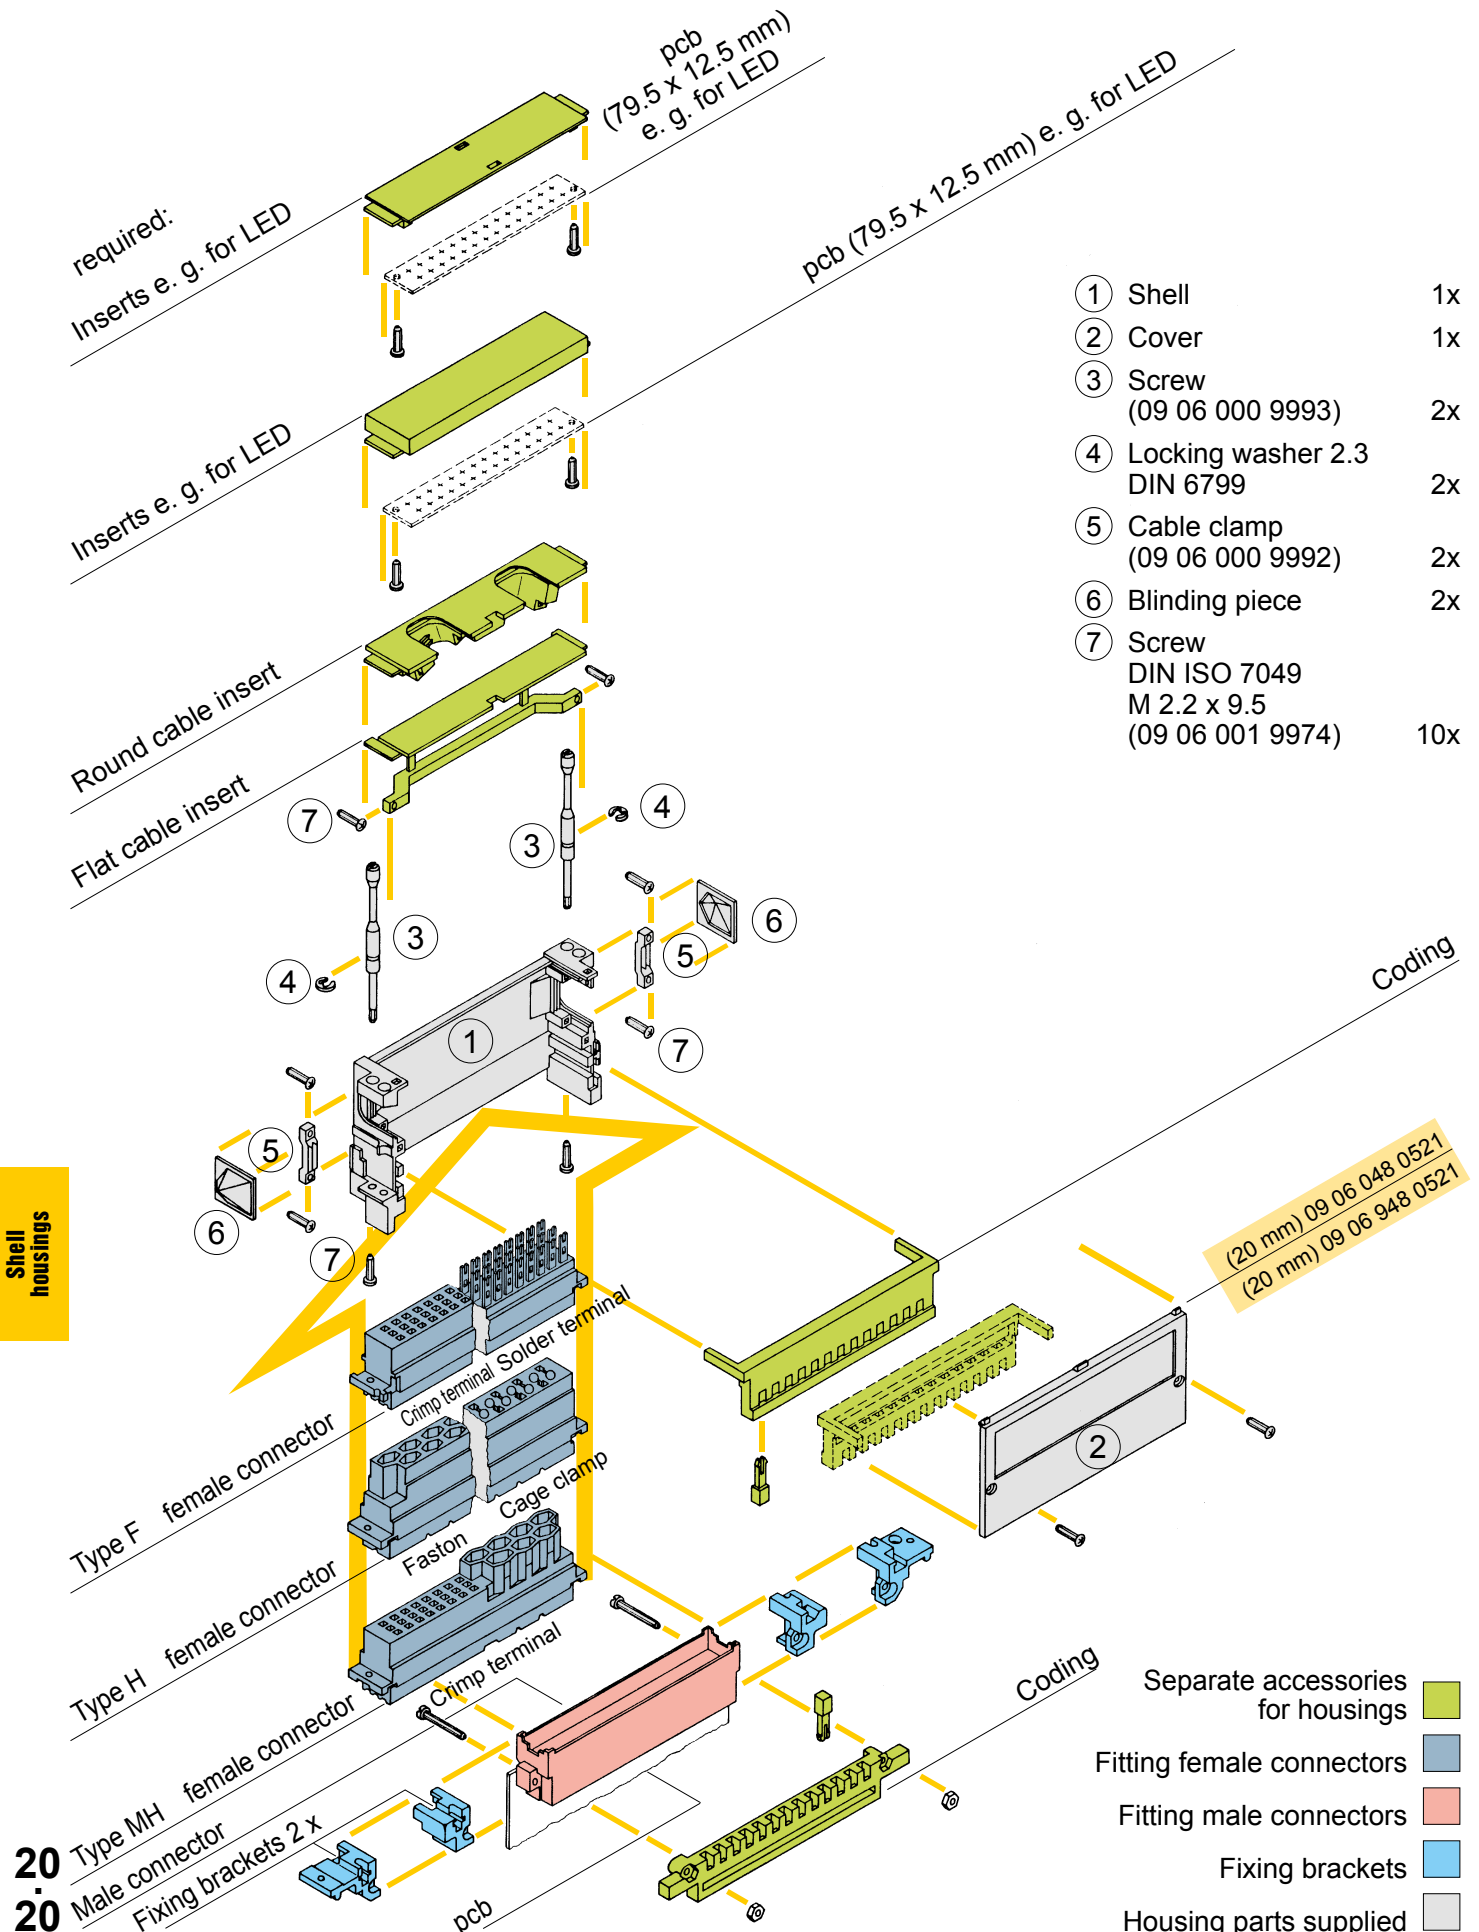 pcb
(79.5 x 12.5 mm)
e. g. for LED
required:
Inserts e. g. for LED
pcb (79.5 x 12.5 mm) e. g. for LED
Inserts e. g. for LED
Round cable insert
Flat cable insert
1 Shell 1x
2 Cover 1x
3 Screw
(09 06 000 9993) 2x
4 Locking washer 2.3
DIN 6799 2x
5 Cable clamp
(09 06 000 9992) 2x
6 Blinding piece 2x
7 Screw
DIN ISO 7049
M 2.2 x 9.5
(09 06 001 9974) 10x
7
4
3
3
4
6
5
1
7
5
6
7
Coding
(20 mm) 09 06 048 0521
(20 mm) 09 06 948 0521
2
Shell
housings
Crimp terminal
Solder terminal
Type F female connector
Faston
Cage clamp
Type H female connector
Crimp terminal
Type MH female connector
Male connector
Fixing brackets 2 x
pcb
Coding
Separate accessories
for housings
Fitting female connectors
Fitting male connectors
Fixing brackets
Housing parts supplied
20
.
20